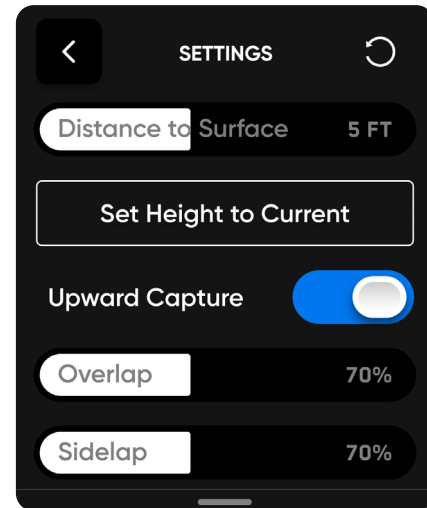 SETTINGS
Distance to Surface 5 FT
Set Height to Current
Upward Capture
Overlap 70%
Sidelap 70%